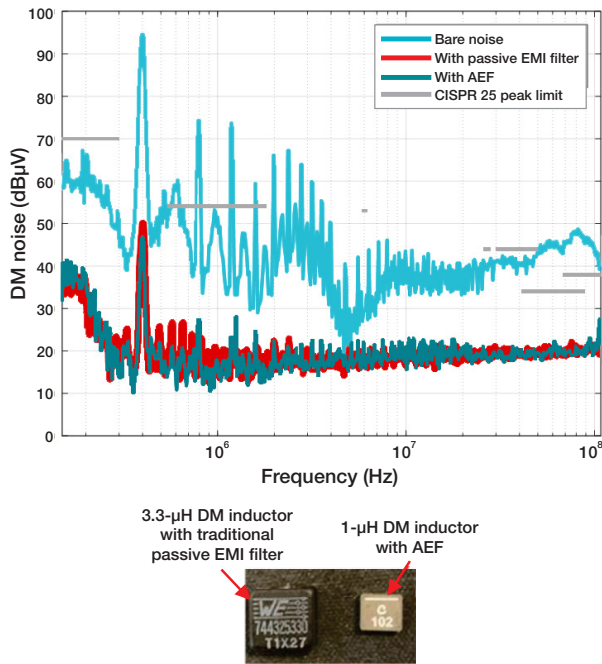 100
90
80
70
60
50
40
30
20
10
0
DM noise (dBµV)
Bare noise
With passive EMI filter
With AEF
CISPR 25 peak limit
10⁶
10⁷
10⁸
Frequency (Hz)
3.3-µH DM inductor
with traditional
passive EMI filter
1-µH DM inductor
with AEF
WE
744325330
T1X27
C
102